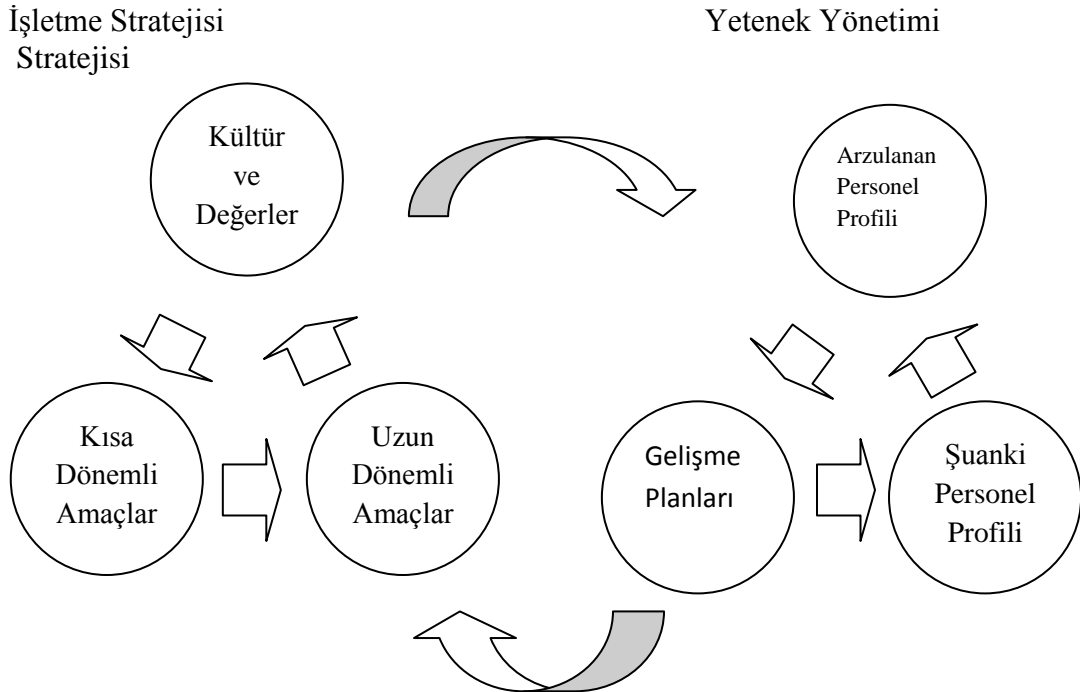 İşletme Stratejisi
Stratejisi
Yetenek Yönetimi
Kültür
ve
Değerler
Kısa
Dönemli
Amaçlar
Uzun
Dönemli
Amaçlar
Arzulanan
Personel
Profili
Gelişme
Planları
Şuanki
Personel
Profili